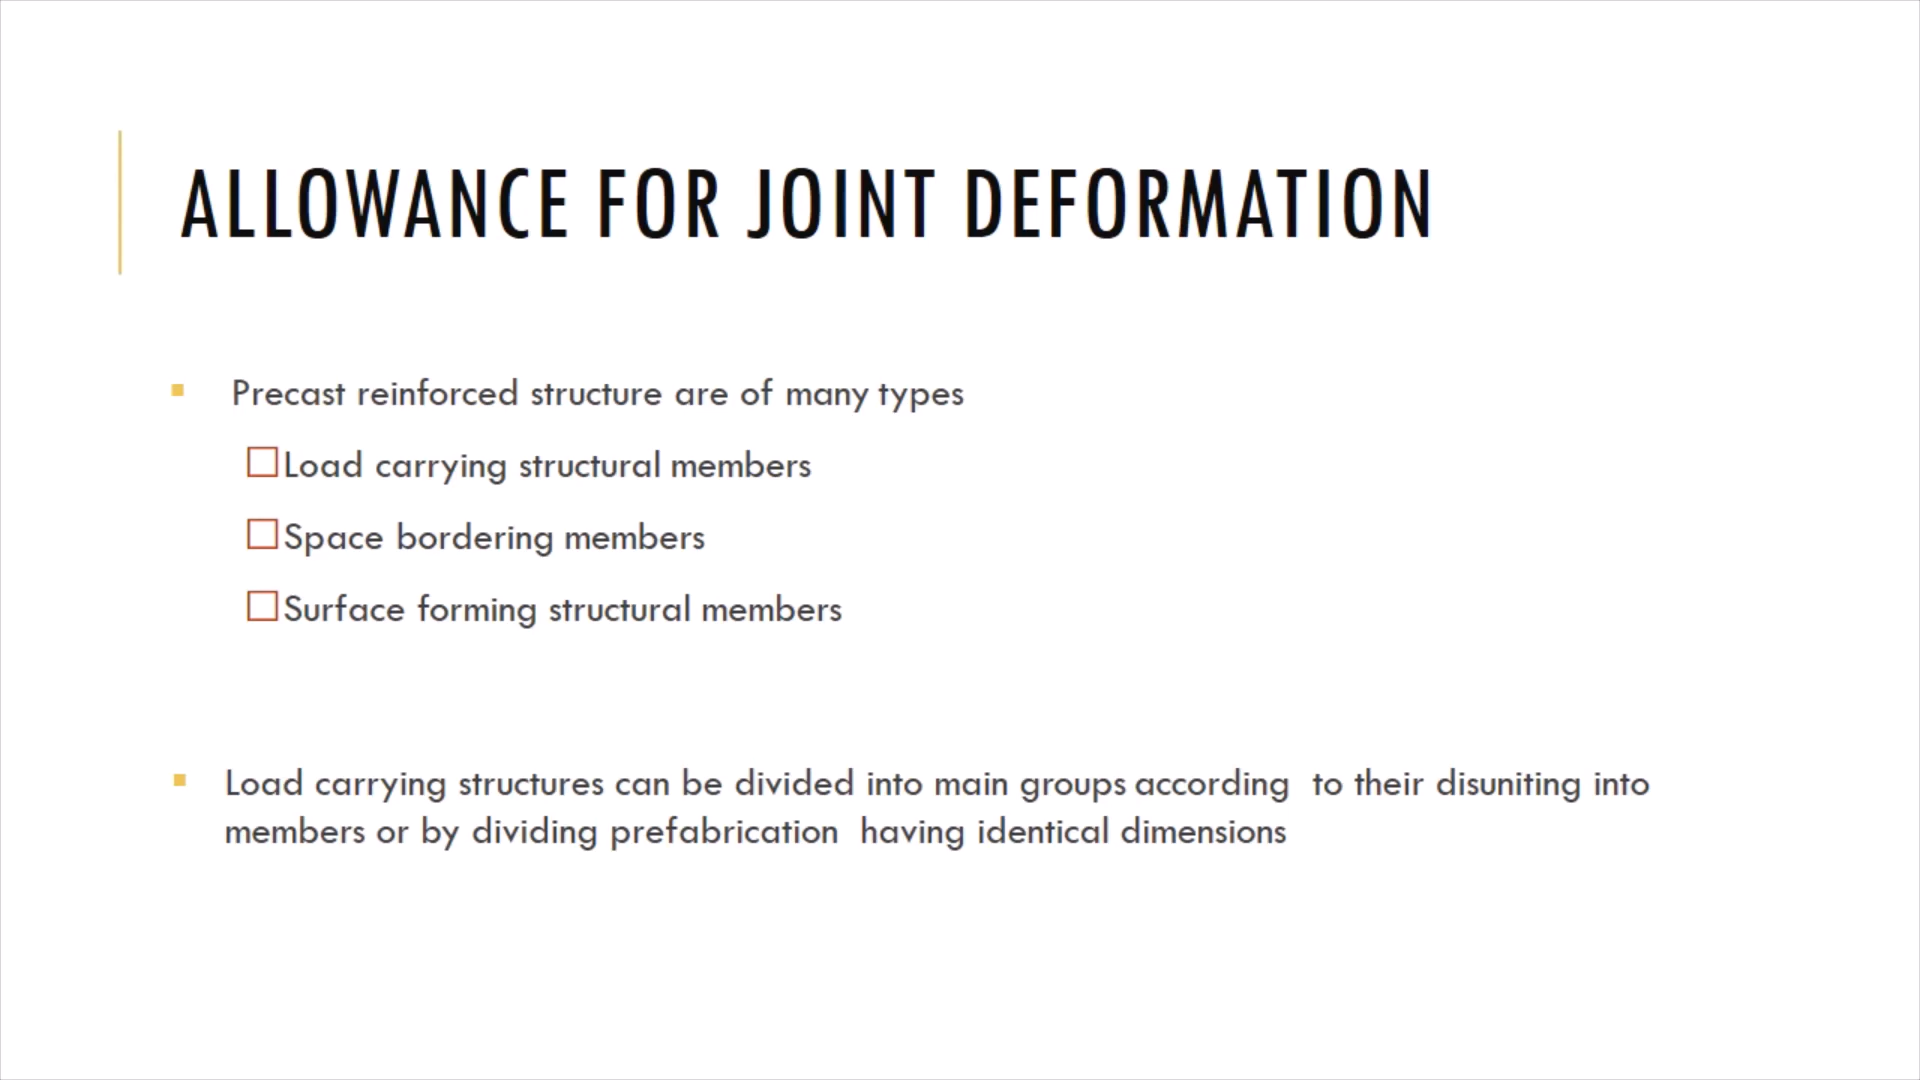 ALLOWANCE FOR JOINT DEFORMATION
▪ Precast reinforced structure are of many types
☐Load carrying structural members
☐Space bordering members
☐Surface forming structural members
▪ Load carrying structures can be divided into main groups according  to their disuniting into
members or by dividing prefabrication  having identical dimensions